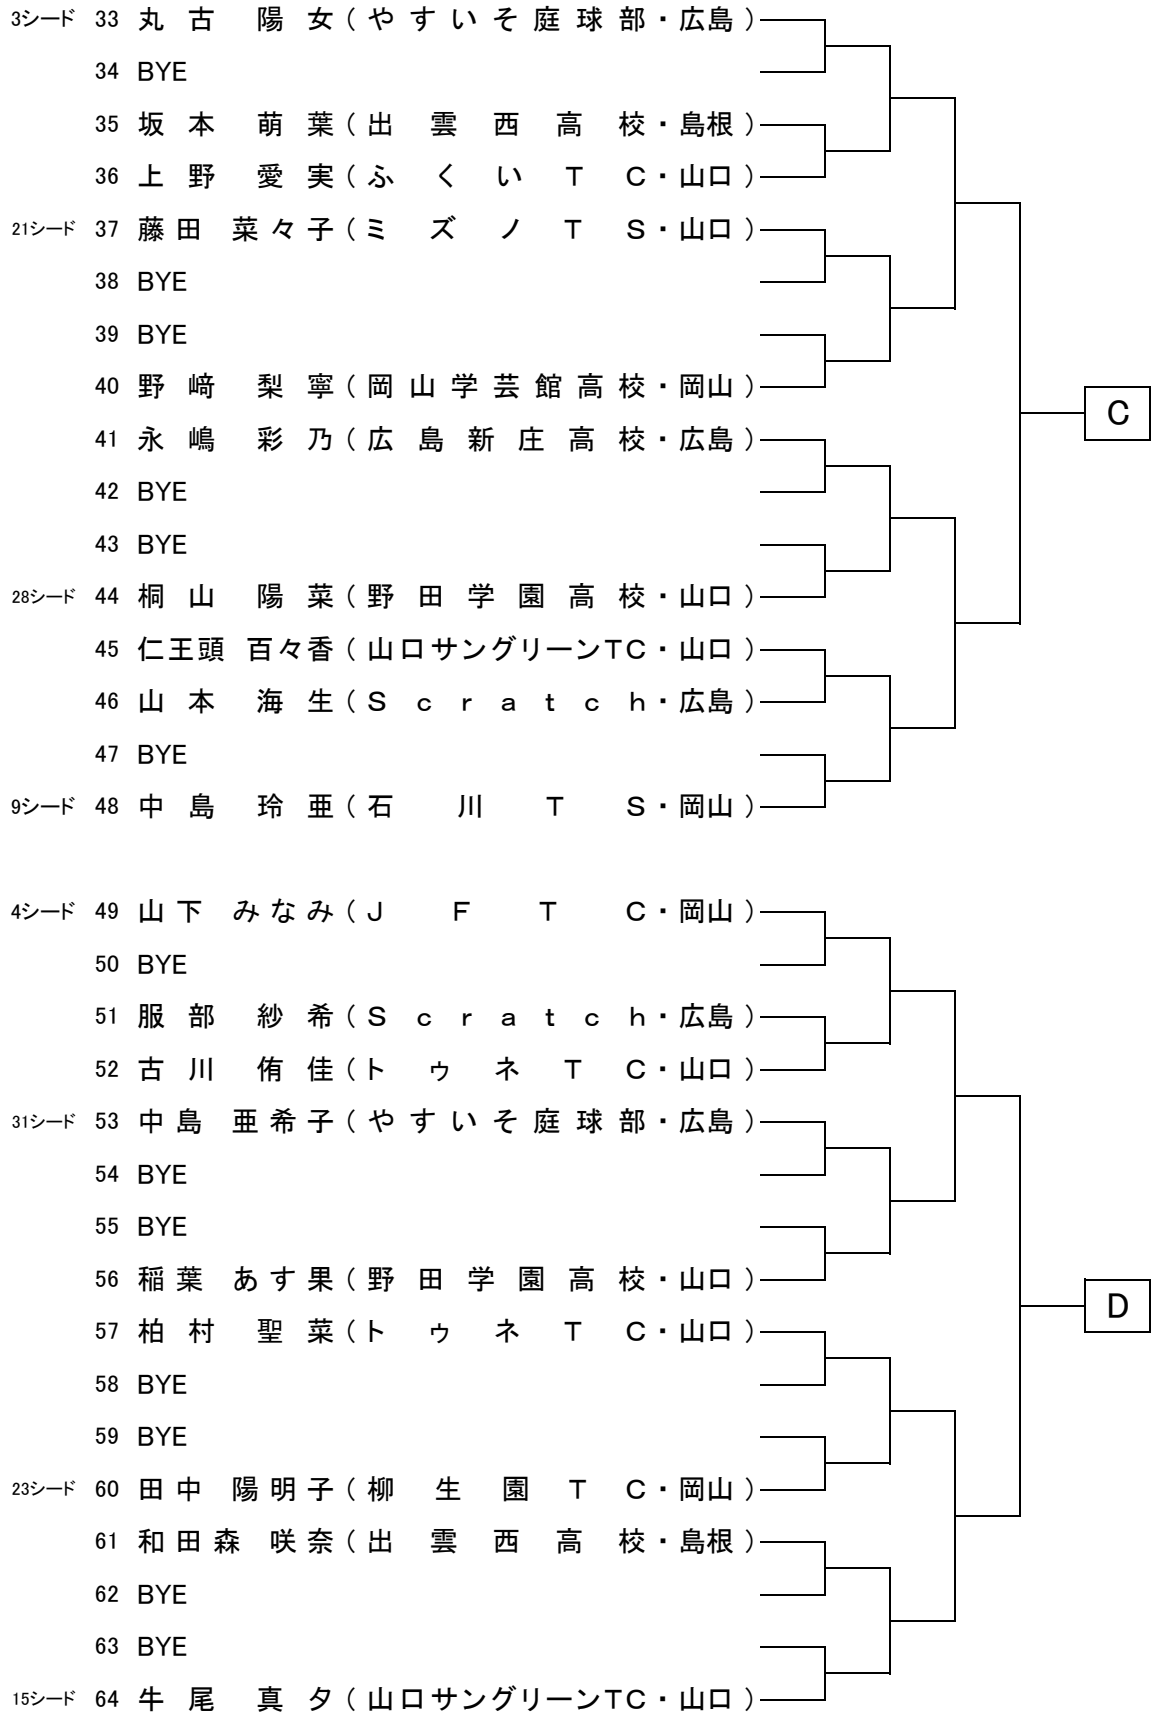 3シード 33 丸古 陽女(やすいそ庭球部・広島)
34 BYE
35 坂本 萌葉(出雲西高校・島根)
36 上野 愛実(ふくいTC・山口)
21シード 37 藤田 菜々子(ミズノTS・山口)
38 BYE
39 BYE
40 野﨑 梨寧(岡山学芸館高校・岡山)
C
41 永嶋 彩乃(広島新庄高校・広島)
42 BYE
43 BYE
28シード 44 桐山 陽菜(野田学園高校・山口)
45 仁王頭 百々香(山口サングリーンTC・山口)
46 山本 海生(Scratch・広島)
47 BYE
9シード 48 中島 玲亜(石川TS・岡山)
4シード 49 山下 みなみ(JFTC・岡山)
50 BYE
51 服部 紗希(Scratch・広島)
52 古川 侑佳(トゥネTC・山口)
31シード 53 中島 亜希子(やすいそ庭球部・広島)
54 BYE
55 BYE
56 稲葉 あす果(野田学園高校・山口)
D
57 柏村 聖菜(トゥネTC・山口)
58 BYE
59 BYE
23シード 60 田中 陽明子(柳生園TC・岡山)
61 和田森 咲奈(出雲西高校・島根)
62 BYE
63 BYE
15シード 64 牛尾 真夕(山口サングリーンTC・山口)